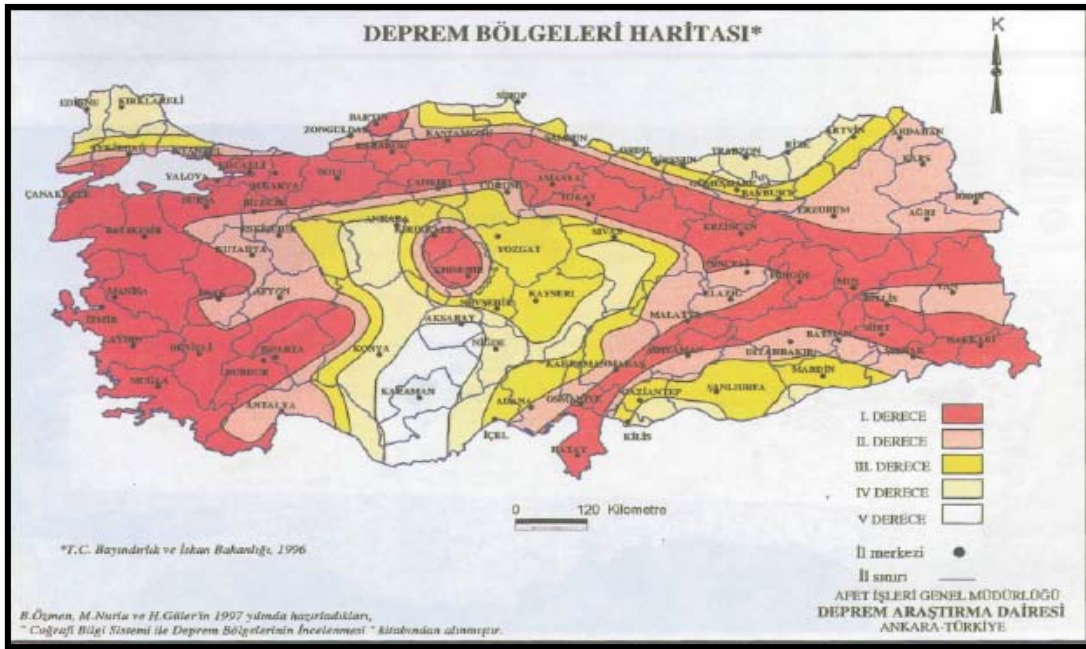 DEPREM BÖLGELERİ HARİTASI*
K
EDİRNE
KIRKLARELİ
TEKİRDAĞ
İSTANBUL
SİNOP
BARTIN
ZONGULDAK
KASTAMONU
KARABÜK
SAMSUN
ORDU
GİRESUN
TRABZON
RİZE
ARTVİN
ARDAHAN
KARS
KOCAELİ
YALOVA
SAKARYA
BOLU
ÇANKIRI
ÇORUM
AMASYA
TOKAT
GÜMÜŞHANE
BAYBURT
ERZURUM
AĞRI
IĞDIR
ÇANAKKALE
BURSA
BİLECİK
BALIKESİR
ESKİŞEHİR
KÜTAHYA
ANKARA
KIRIKKALE
YOZGAT
SİVAS
ERZİNCAN
TUNCELİ
BİNGÖL
MUŞ
BİTLİS
VAN
MANİSA
UŞAK
AFYON
KIRŞEHİR
NEVŞEHİR
KAYSERİ
ELAZIĞ
MALATYA
İZMİR
AYDIN
DENİZLİ
ISPARTA
BURDUR
KONYA
AKSARAY
NİĞDE
KAHRAMANMARAŞ
ADIYAMAN
DİYARBAKIR
BATMAN
SİİRT
ŞIRNAK
HAKKARİ
MUĞLA
ANTALYA
KARAMAN
İÇEL
ADANA
OSMANİYE
GAZİANTEP
ŞANLIURFA
MARDİN
KİLİS
HATAY
I. DERECE
II. DERECE
III. DERECE
IV DERECE
V DERECE
İl merkezi
İl sınırı
0 120 Kilometre
*T.C. Bayındırlık ve İskan Bakanlığı, 1996
AFET İŞLERİ GENEL MÜDÜRLÜĞÜ
DEPREM ARAŞTIRMA DAİRESİ
ANKARA-TÜRKİYE
B.Özmen, M.Nurlu ve H.Güler'in 1997 yılında hazırladıkları,
" Coğrafi Bilgi Sistemi ile Deprem Bölgelerinin İncelenmesi " kitabından alınmıştır.